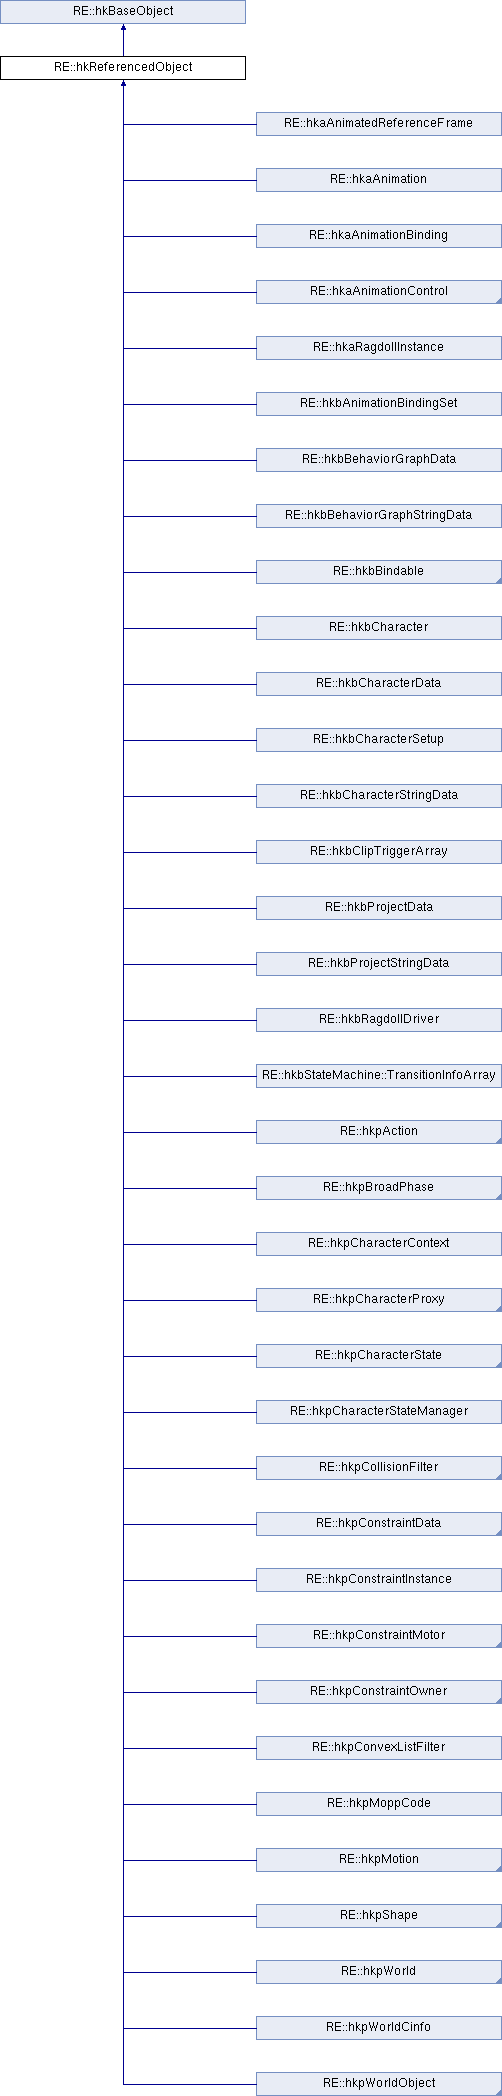 RE::hkBaseObject
RE::hkReferencedObject
RE::hkaAnimatedReferenceFrame
RE::hkaAnimation
RE::hkaAnimationBinding
RE::hkaAnimationControl
RE::hkaRagdollInstance
RE::hkbAnimationBindingSet
RE::hkbBehaviorGraphData
RE::hkbBehaviorGraphStringData
RE::hkbBindable
RE::hkbCharacter
RE::hkbCharacterData
RE::hkbCharacterSetup
RE::hkbCharacterStringData
RE::hkbClipTriggerArray
RE::hkbProjectData
RE::hkbProjectStringData
RE::hkbRagdollDriver
RE::hkbStateMachine::TransitionInfoArray
RE::hkpAction
RE::hkpBroadPhase
RE::hkpCharacterContext
RE::hkpCharacterProxy
RE::hkpCharacterState
RE::hkpCharacterStateManager
RE::hkpCollisionFilter
RE::hkpConstraintData
RE::hkpConstraintInstance
RE::hkpConstraintMotor
RE::hkpConstraintOwner
RE::hkpConvexListFilter
RE::hkpMoppCode
RE::hkpMotion
RE::hkpShape
RE::hkpWorld
RE::hkpWorldCinfo
RE::hkpWorldObject